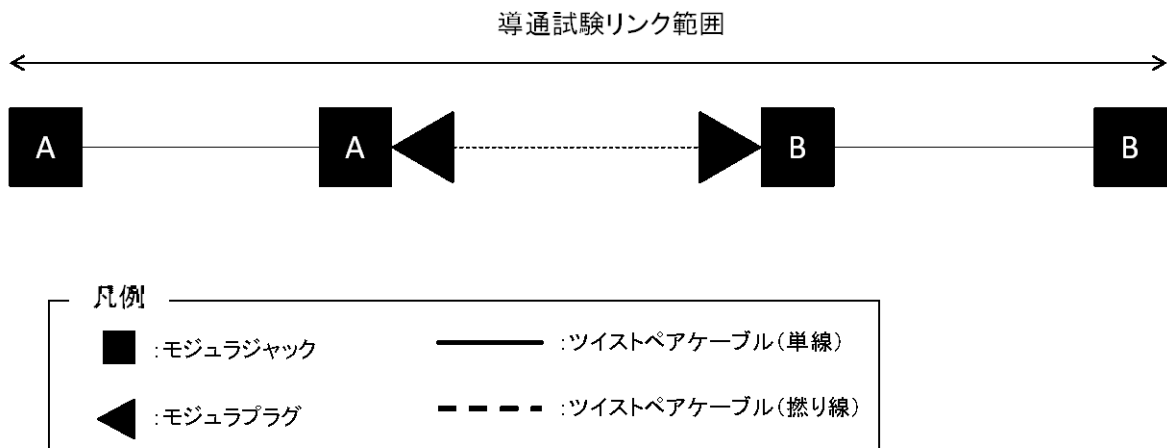 導通試験リンク範囲
A A B B
凡例
:モジュラジャック :ツイストペアケーブル(単線)
:モジュラプラグ :ツイストペアケーブル(撚り線)